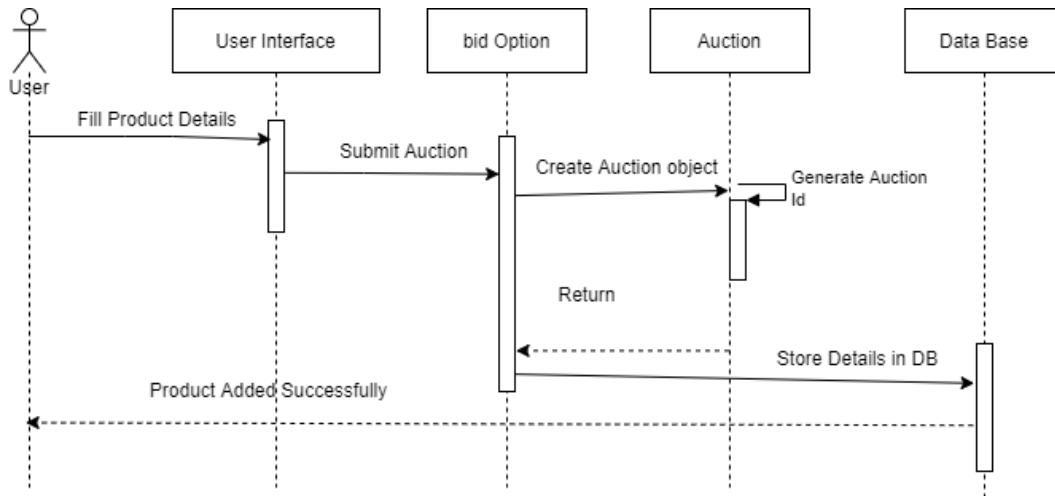 User Interface
bid Option
Auction
Data Base
User
Fill Product Details
Submit Auction
Create Auction object
Generate Auction
Id
Return
Store Details in DB
Product Added Successfully